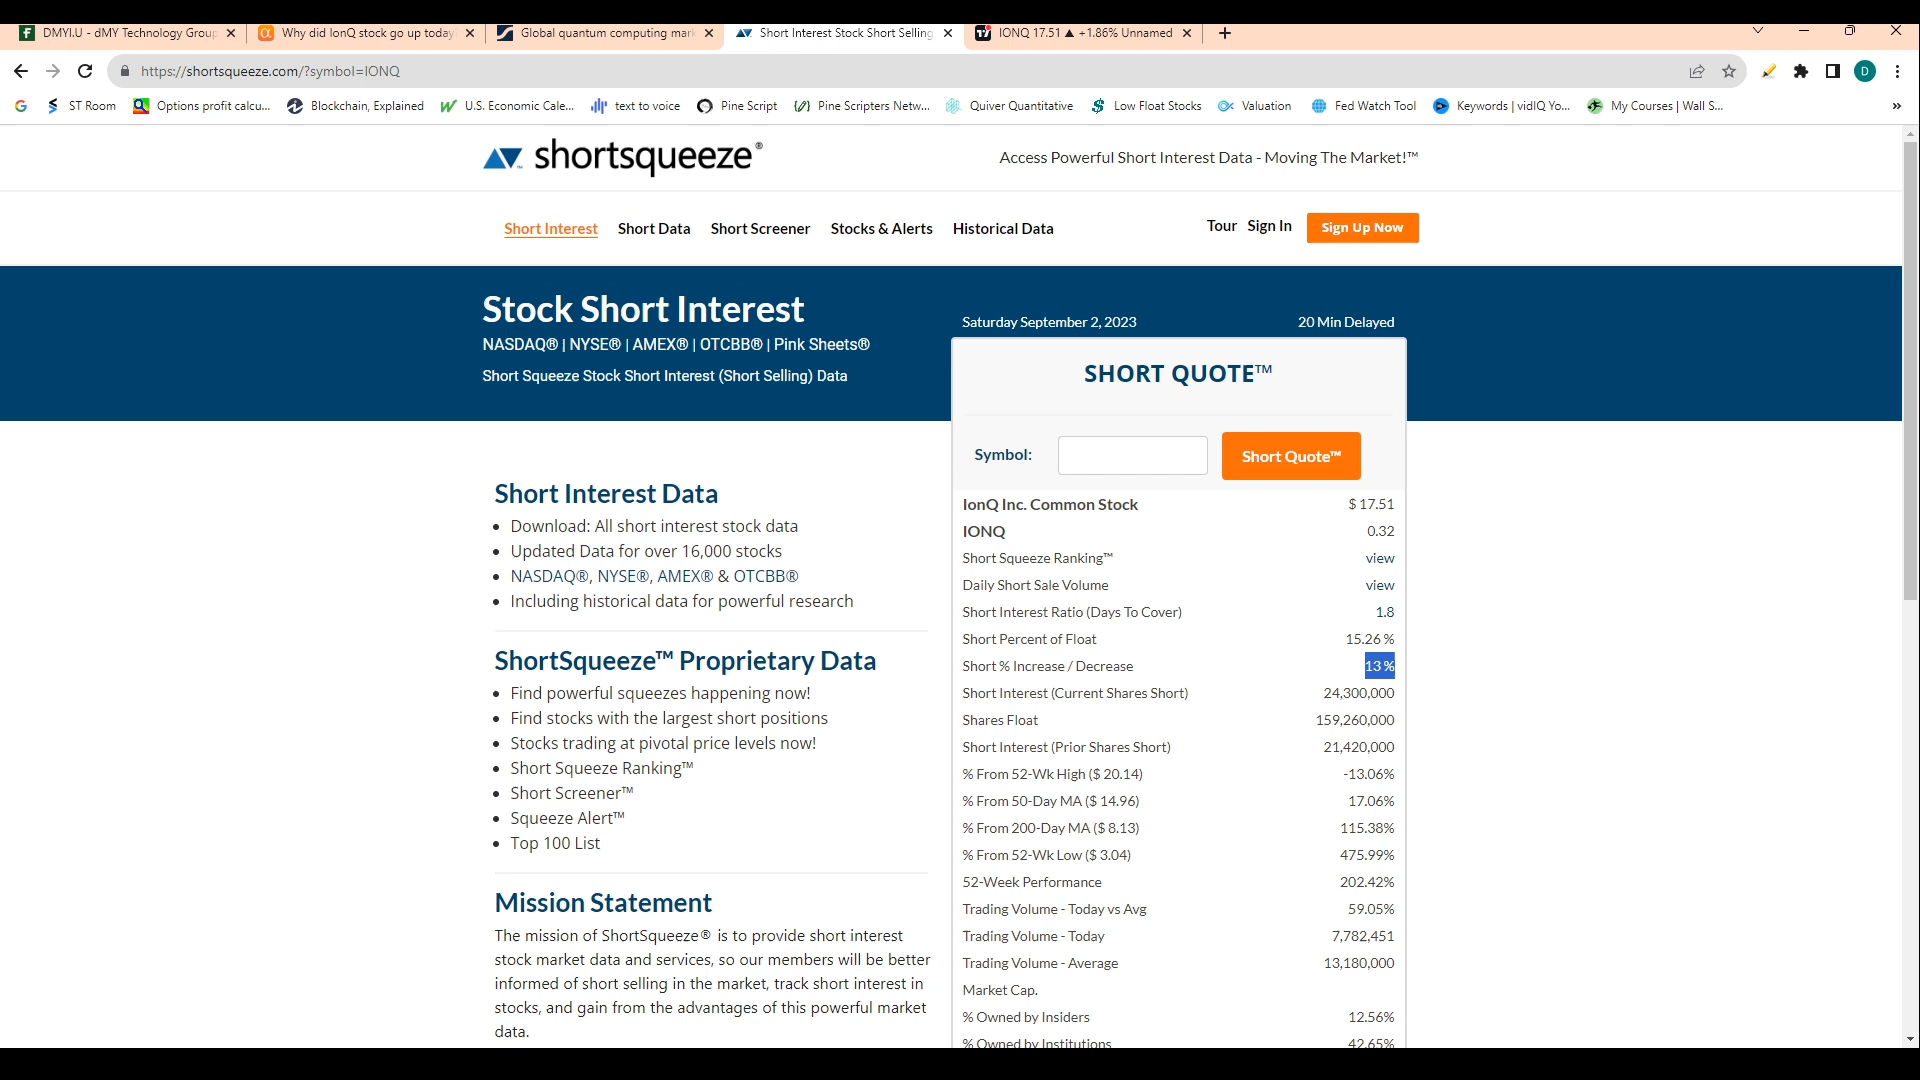 DMYI.U - dMY Technology Group
Why did IonQ stock go up today
Global quantum computing mark
Short Interest Stock Short Selling
IONQ 17.51 ▲ +1.86% Unnamed
https://shortsqueeze.com/?symbol=IONQ
D
ST Room
Options profit calcu...
Blockchain, Explained
U.S. Economic Cale...
text to voice
Pine Script
Pine Scripters Netw...
Quiver Quantitative
Low Float Stocks
Valuation
Fed Watch Tool
Keywords | vidIQ Yo...
My Courses | Wall S...
»
shortsqueeze®
Access Powerful Short Interest Data - Moving The Market!™
Short Interest Short Data Short Screener Stocks & Alerts Historical Data
Tour Sign In Sign Up Now
Stock Short Interest
NASDAQ® | NYSE® | AMEX® | OTCBB® | Pink Sheets®
Short Squeeze Stock Short Interest (Short Selling) Data
Saturday September 2, 2023 20 Min Delayed
SHORT QUOTE™
Symbol: Short Quote™
Short Interest Data
• Download: All short interest stock data
• Updated Data for over 16,000 stocks
• NASDAQ®, NYSE®, AMEX® & OTCBB®
• Including historical data for powerful research
ShortSqueeze™ Proprietary Data
• Find powerful squeezes happening now!
• Find stocks with the largest short positions
• Stocks trading at pivotal price levels now!
• Short Squeeze Ranking™
• Short Screener™
• Squeeze Alert™
• Top 100 List
Mission Statement
The mission of ShortSqueeze® is to provide short interest
stock market data and services, so our members will be better
informed of short selling in the market, track short interest in
stocks, and gain from the advantages of this powerful market
data.
IonQ Inc. Common Stock $ 17.51
IONQ 0.32
Short Squeeze Ranking™ view
Daily Short Sale Volume view
Short Interest Ratio (Days To Cover) 1.8
Short Percent of Float 15.26 %
Short % Increase / Decrease 13 %
Short Interest (Current Shares Short) 24,300,000
Shares Float 159,260,000
Short Interest (Prior Shares Short) 21,420,000
% From 52-Wk High ($ 20.14) -13.06%
% From 50-Day MA ($ 14.96) 17.06%
% From 200-Day MA ($ 8.13) 115.38%
% From 52-Wk Low ($ 3.04) 475.99%
52-Week Performance 202.42%
Trading Volume - Today vs Avg 59.05%
Trading Volume - Today 7,782,451
Trading Volume - Average 13,180,000
Market Cap.
% Owned by Insiders 12.56%
% Owned by Institutions 42.65%